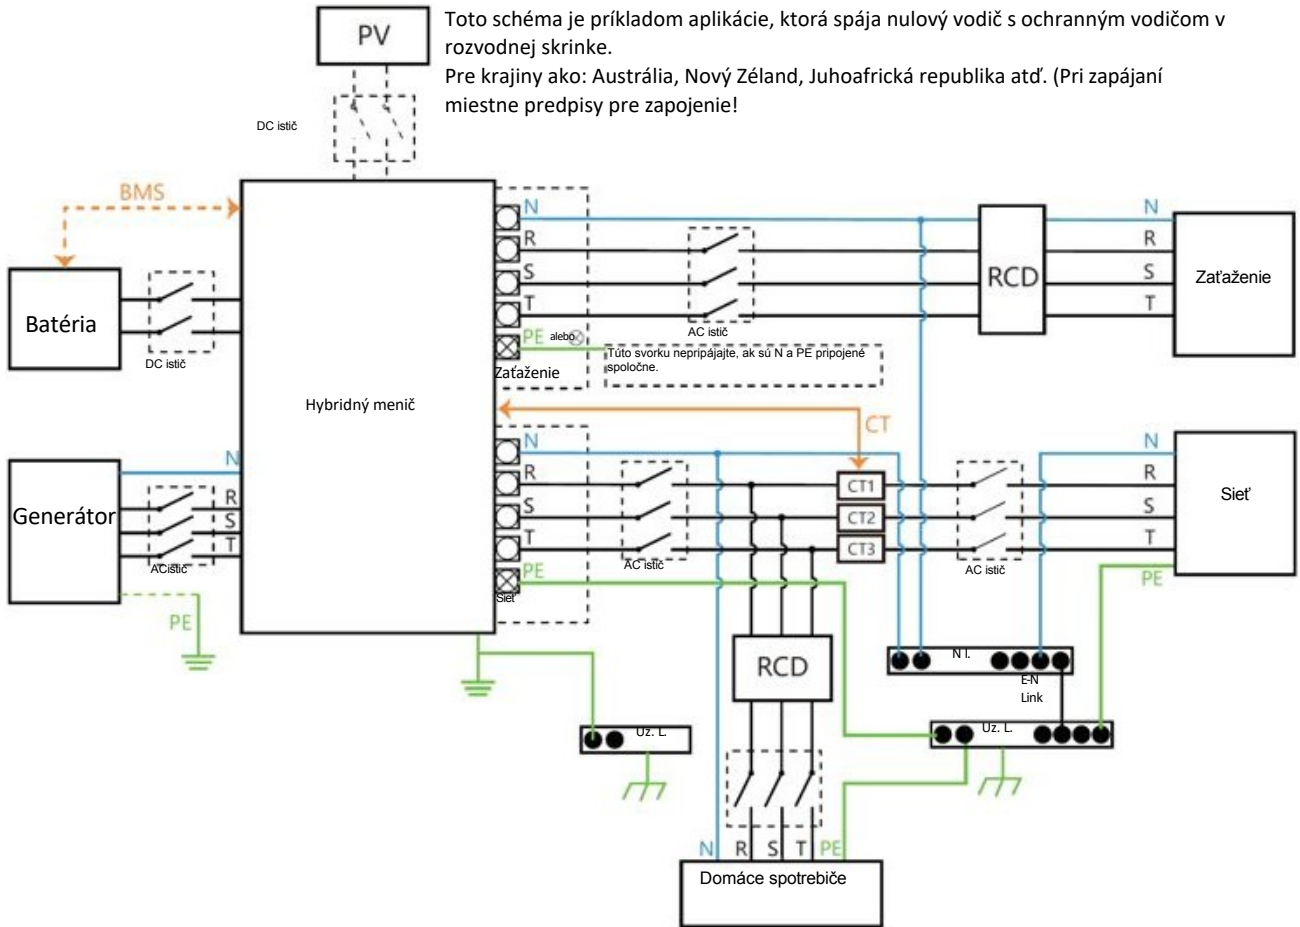 PV
Toto schéma je príkladom aplikácie, ktorá spája nulový vodič s ochranným vodičom v
rozvodnej skrinke.
Pre krajiny ako: Austrália, Nový Zéland, Juhoafrická republika atď. (Pri zapájaní
miestne predpisy pre zapojenie!
DC istič
BMS
N
R
S
T
PE
alebo
Zaťaženie
AC istič
Túto svorku nepripájajte, ak sú N a PE pripojené
spoločne.
RCD
N
R
S
T
Zaťaženie
Batéria
DC istič
Hybridný menič
CT
N
R
S
T
PE
Sieť
AC istič
CT1
CT2
CT3
AC istič
N
R
S
T
PE
Sieť
Generátor
N
R
S
T
ACistič
PE
RCD
N l.
E-N
Link
Uz. L.
Uz. L.
N
R
S
T
PE
Domáce spotrebiče